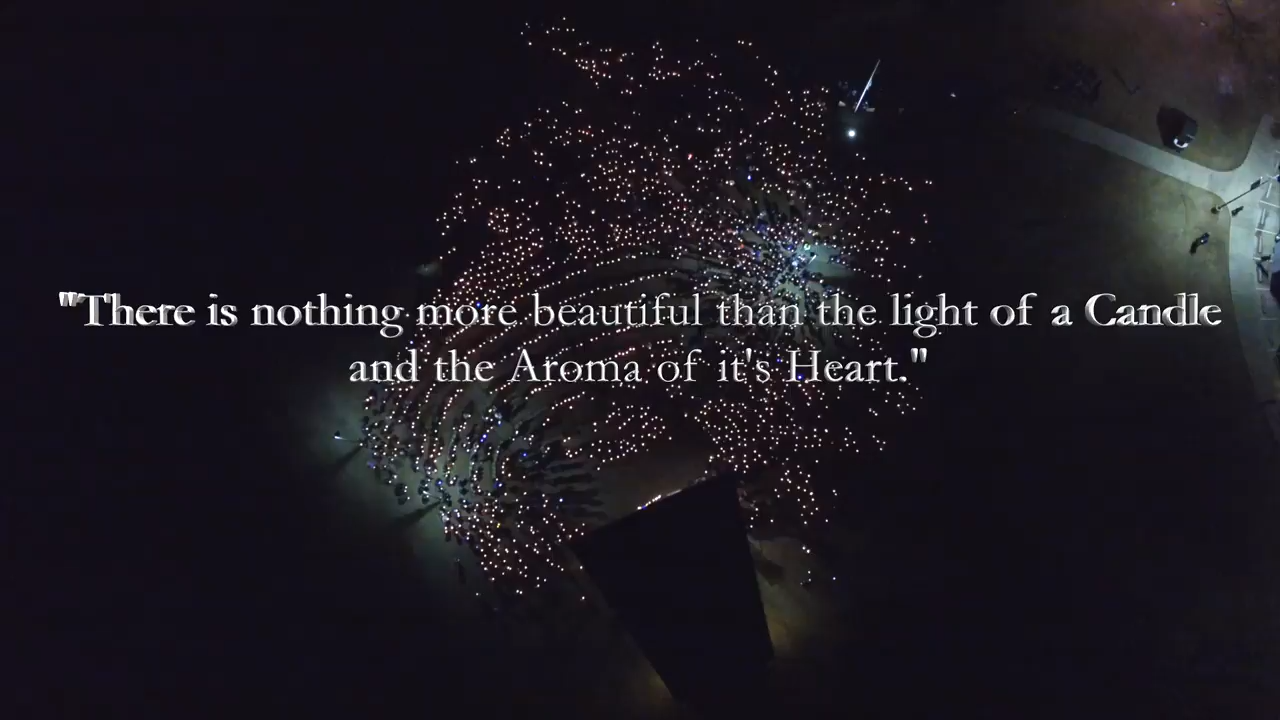 "There is nothing more beautiful than the light of a Candle
and the Aroma of it's Heart."